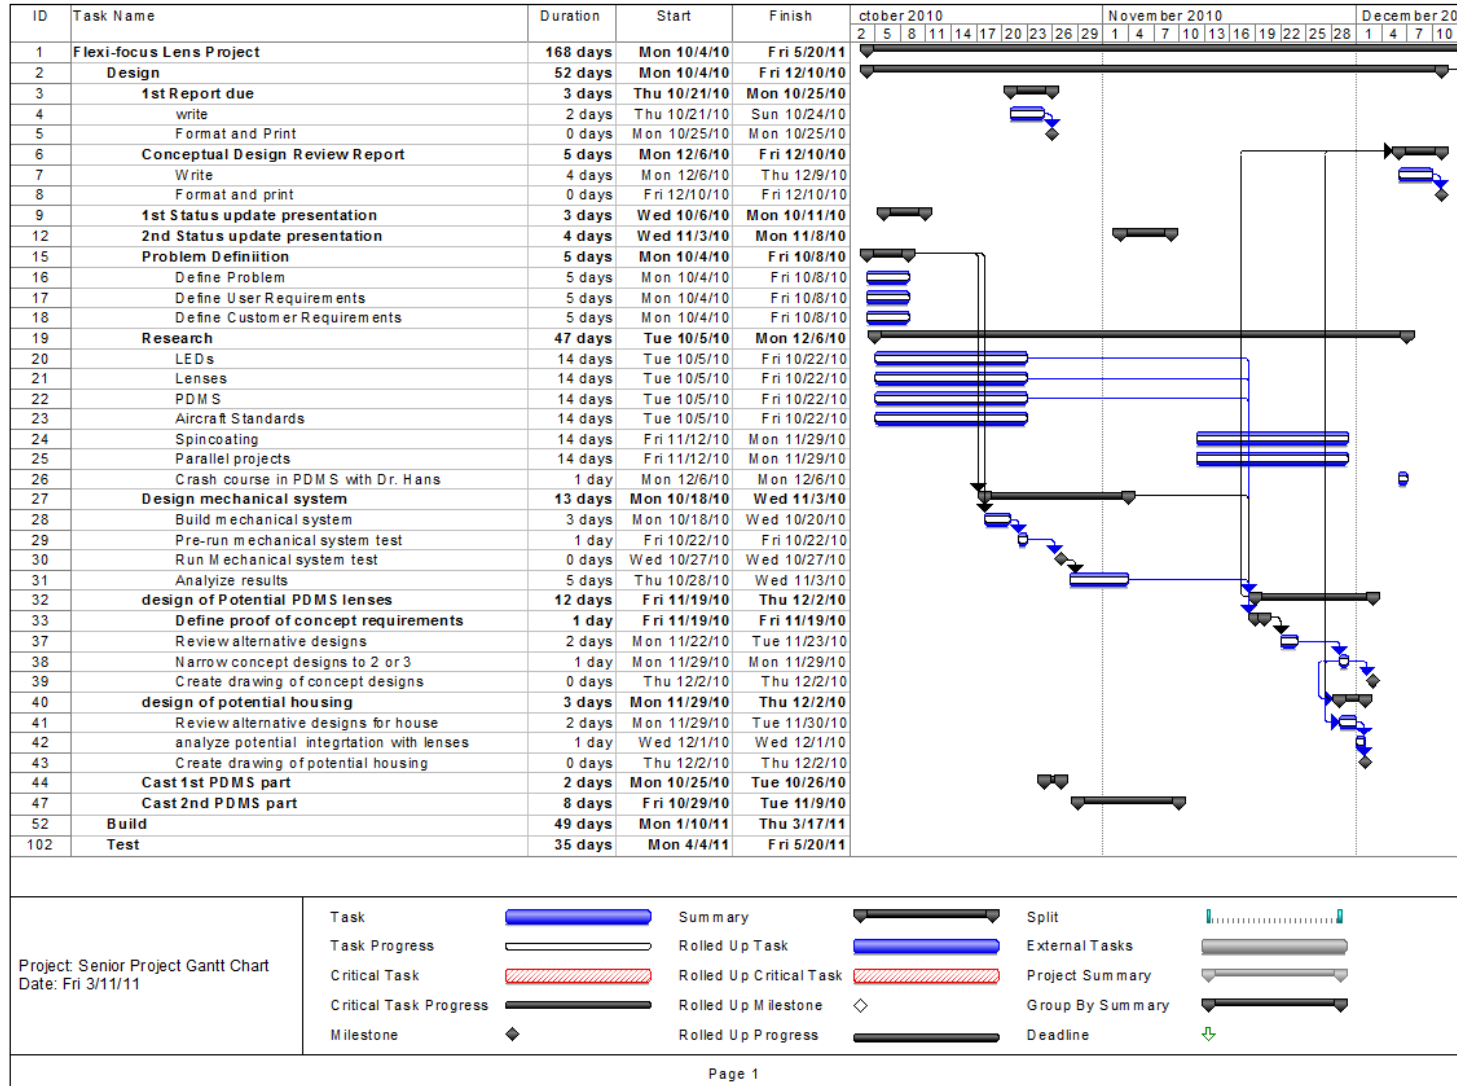 ID Task Name Duration Start Finish ctober 2010 November 2010 December 20
2 5 8 11 14 17 20 23 26 29 1 4 7 10 13 16 19 22 25 28 1 4 7 10
1 Flexi-focus Lens Project 168 days Mon 10/4/10 Fri 5/20/11
2 Design 52 days Mon 10/4/10 Fri 12/10/10
3 1st Report due 3 days Thu 10/21/10 Mon 10/25/10
4 write 2 days Thu 10/21/10 Sun 10/24/10
5 Format and Print 0 days Mon 10/25/10 Mon 10/25/10
6 Conceptual Design Review Report 5 days Mon 12/6/10 Fri 12/10/10
7 Write 4 days Mon 12/6/10 Thu 12/9/10
8 Format and print 0 days Fri 12/10/10 Fri 12/10/10
9 1st Status update presentation 3 days Wed 10/6/10 Mon 10/11/10
12 2nd Status update presentation 4 days Wed 11/3/10 Mon 11/8/10
15 Problem Definiition 5 days Mon 10/4/10 Fri 10/8/10
16 Define Problem 5 days Mon 10/4/10 Fri 10/8/10
17 Define User Requirements 5 days Mon 10/4/10 Fri 10/8/10
18 Define Customer Requirements 5 days Mon 10/4/10 Fri 10/8/10
19 Research 47 days Tue 10/5/10 Mon 12/6/10
20 LEDs 14 days Tue 10/5/10 Fri 10/22/10
21 Lenses 14 days Tue 10/5/10 Fri 10/22/10
22 PDMS 14 days Tue 10/5/10 Fri 10/22/10
23 Aircraft Standards 14 days Tue 10/5/10 Fri 10/22/10
24 Spincoating 14 days Fri 11/12/10 Mon 11/29/10
25 Parallel projects 14 days Fri 11/12/10 Mon 11/29/10
26 Crash course in PDMS with Dr. Hans 1 day Mon 12/6/10 Mon 12/6/10
27 Design mechanical system 13 days Mon 10/18/10 Wed 11/3/10
28 Build mechanical system 3 days Mon 10/18/10 Wed 10/20/10
29 Pre-run mechanical system test 1 day Fri 10/22/10 Fri 10/22/10
30 Run Mechanical system test 0 days Wed 10/27/10 Wed 10/27/10
31 Analyize results 5 days Thu 10/28/10 Wed 11/3/10
32 design of Potential PDMS lenses 12 days Fri 11/19/10 Thu 12/2/10
33 Define proof of concept requirements 1 day Fri 11/19/10 Fri 11/19/10
37 Review alternative designs 2 days Mon 11/22/10 Tue 11/23/10
38 Narrow concept designs to 2 or 3 1 day Mon 11/29/10 Mon 11/29/10
39 Create drawing of concept designs 0 days Thu 12/2/10 Thu 12/2/10
40 design of potential housing 3 days Mon 11/29/10 Thu 12/2/10
41 Review alternative designs for house 2 days Mon 11/29/10 Tue 11/30/10
42 analyze potential integrtation with lenses 1 day Wed 12/1/10 Wed 12/1/10
43 Create drawing of potential housing 0 days Thu 12/2/10 Thu 12/2/10
44 Cast 1st PDMS part 2 days Mon 10/25/10 Tue 10/26/10
47 Cast 2nd PDMS part 8 days Fri 10/29/10 Tue 11/9/10
52 Build 49 days Mon 1/10/11 Thu 3/17/11
102 Test 35 days Mon 4/4/11 Fri 5/20/11
Project: Senior Project Gantt Chart
Date: Fri 3/11/11
Task Summary Split
Task Progress Rolled Up Task External Tasks
Critical Task Rolled Up Critical Task Project Summary
Critical Task Progress Rolled Up Milestone Group By Summary
Milestone Rolled Up Progress Deadline
Page 1